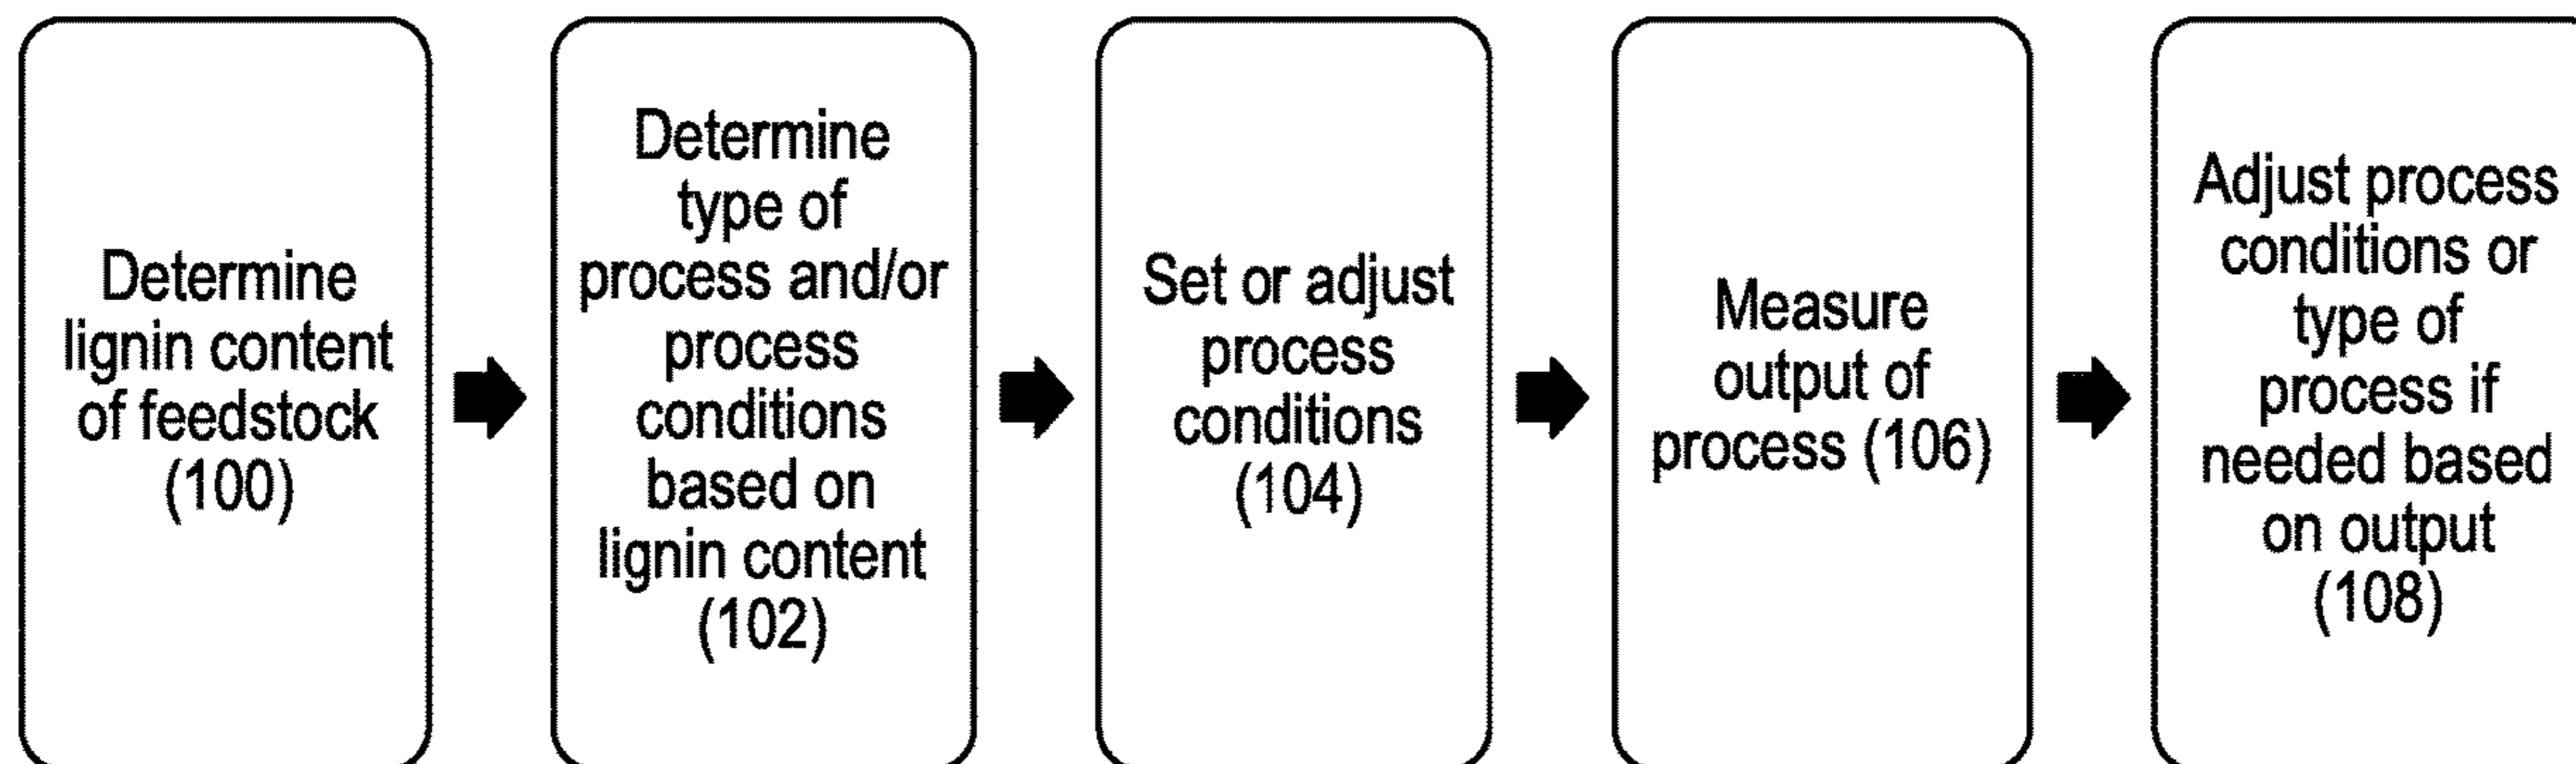 Determine
lignin content
of feedstock
(100)
Determine
type of
process and/or
process
conditions
based on
lignin content
(102)
Set or adjust
process
conditions
(104)
Measure
output of
process (106)
Adjust process
conditions or
type of
process if
needed based
on output
(108)